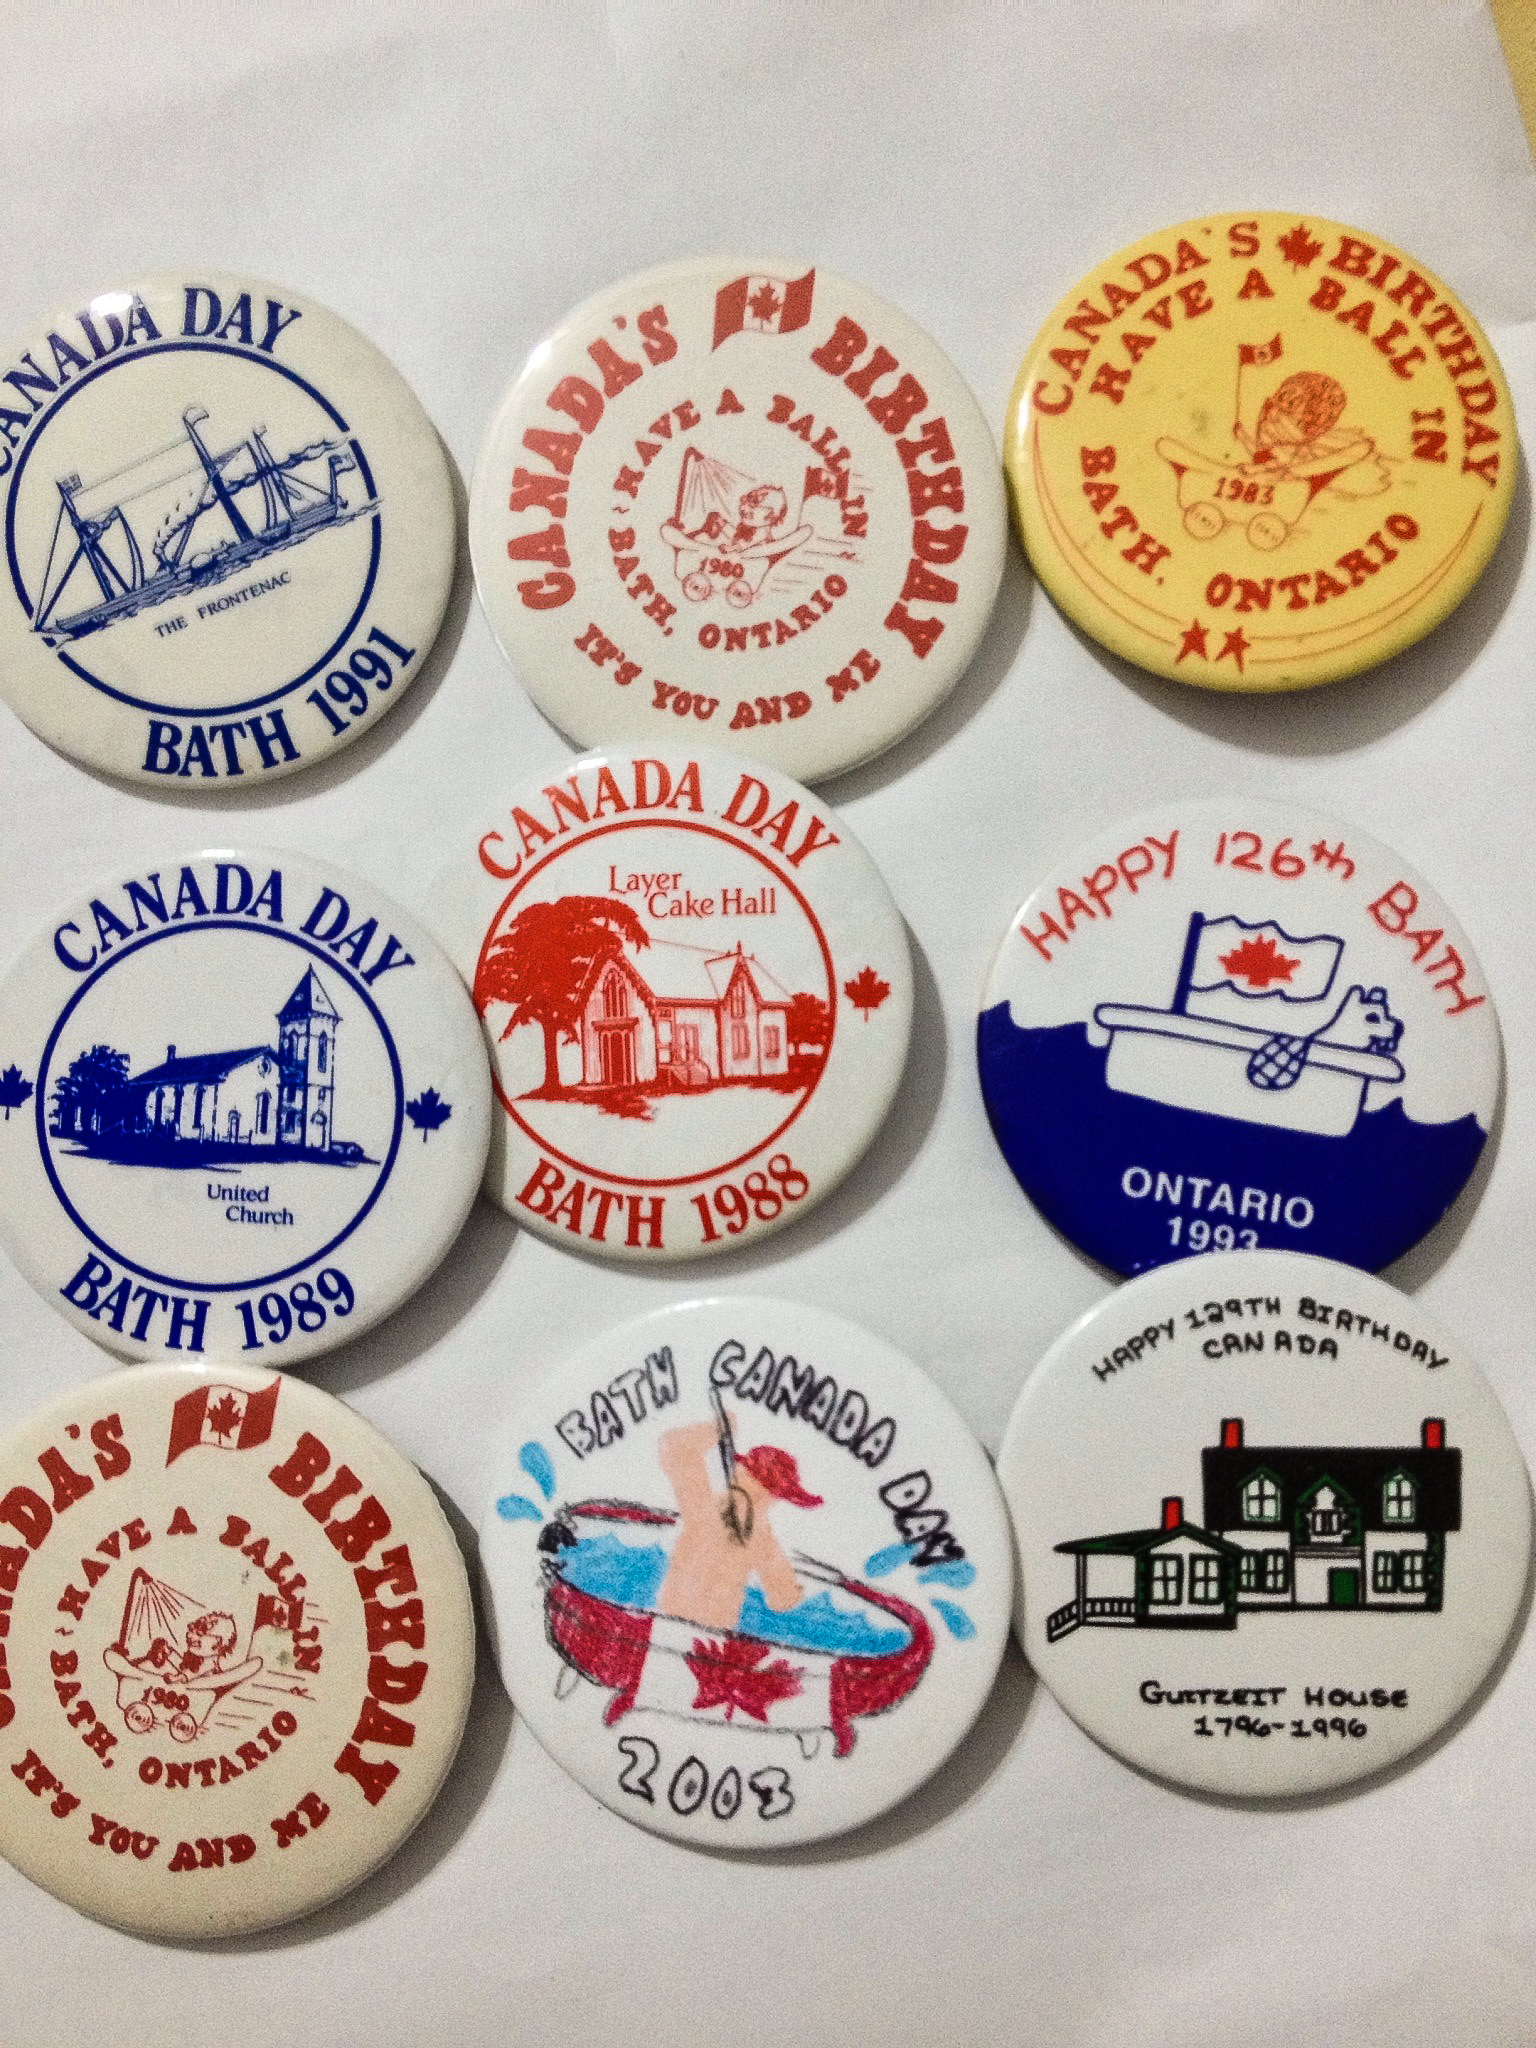 CANADA DAY
THE FRONTENAC
BATH 1991
CANADA'S BIRTHDAY
HAVE A BALL IN
1980
BATH, ONTARIO
IT'S YOU AND ME
CANADA'S BIRTHDAY
HAVE A BALL IN
1983
BATH. ONTARIO
CANADA DAY
United
Church
BATH 1989
CANADA DAY
Layer
Cake Hall
BATH 1988
HAPPY 126th BATH
ONTARIO
1993
CANADA'S BIRTHDAY
HAVE A BALL IN
1980
BATH, ONTARIO
IT'S YOU AND ME
BATH CANADA DAY
2003
HAPPY 129TH BIRTHDAY
CANADA
GUITZEIT HOUSE
1796-1996